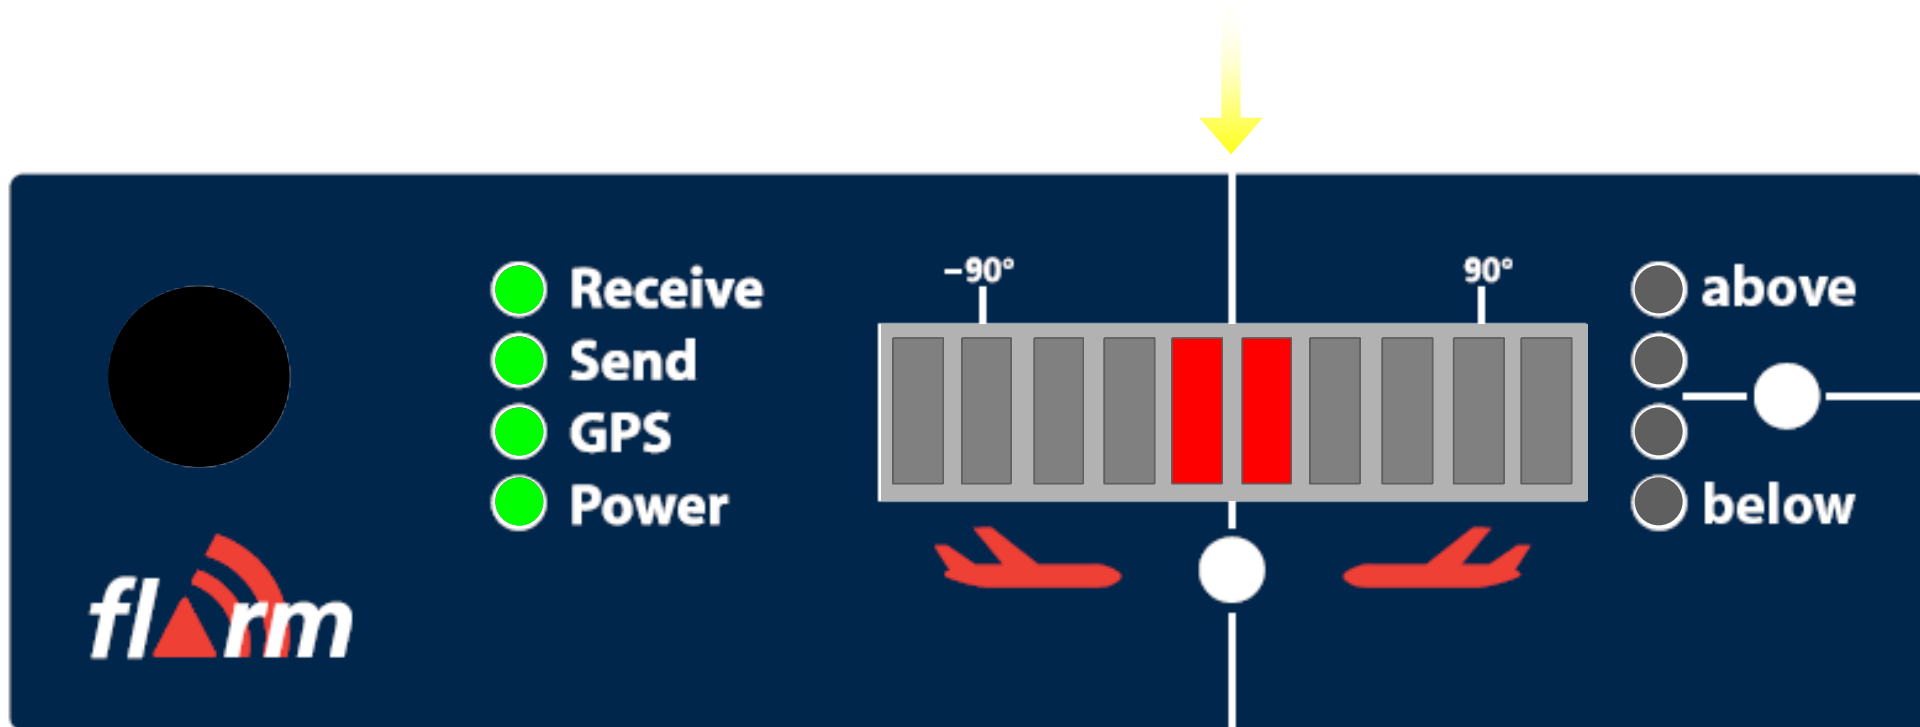 Receive
Send
GPS
Power
–90°
90°
above
below
flarm